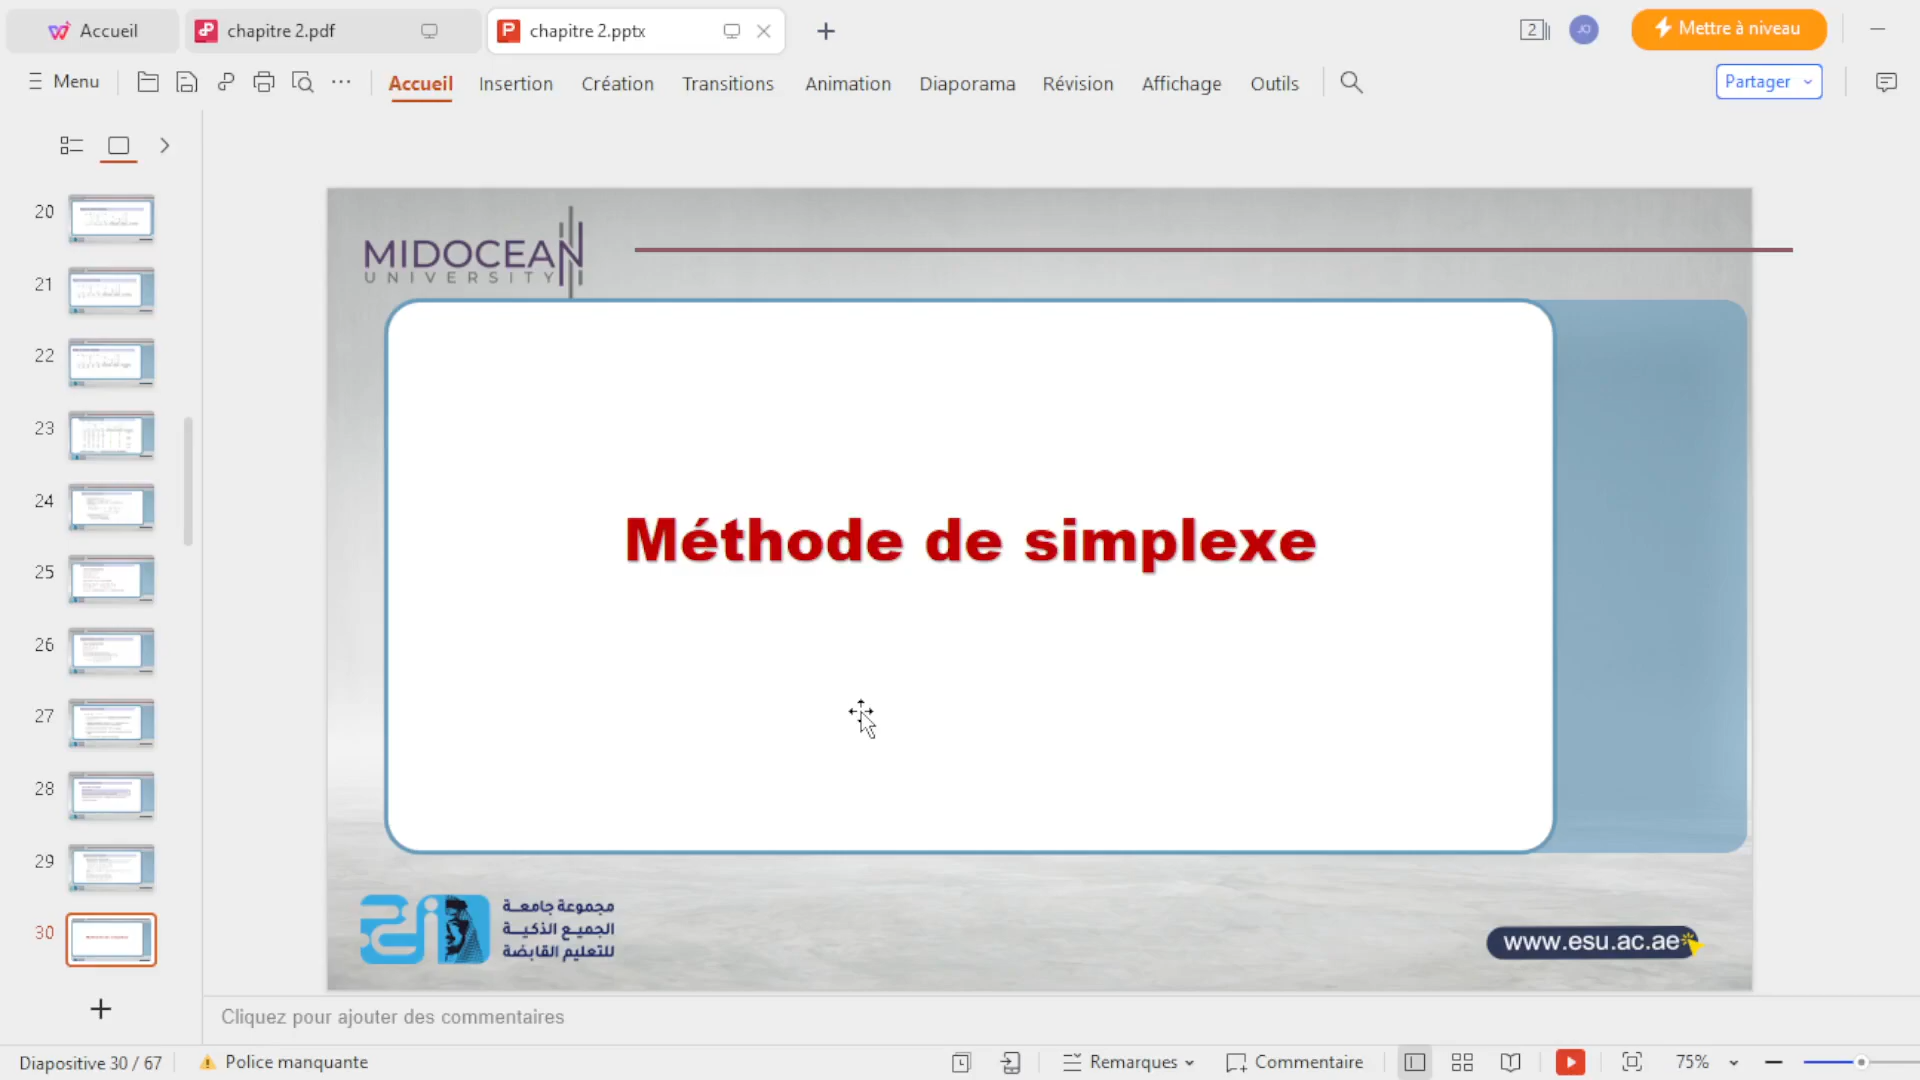 Accueil
chapitre 2.pdf
chapitre 2.pptx
2
JO
Mettre à niveau
Menu
Accueil
Insertion
Création
Transitions
Animation
Diaporama
Révision
Affichage
Outils
Partager
20
21
22
23
24
25
26
27
28
29
30
MIDOCEAN
UNIVERSITY
Méthode de simplexe
مجموعة جامعة
الجميع الذكية
للتعليم القابضة
www.esu.ac.ae
Cliquez pour ajouter des commentaires
Diapositive 30 / 67
Police manquante
Remarques
Commentaire
75%